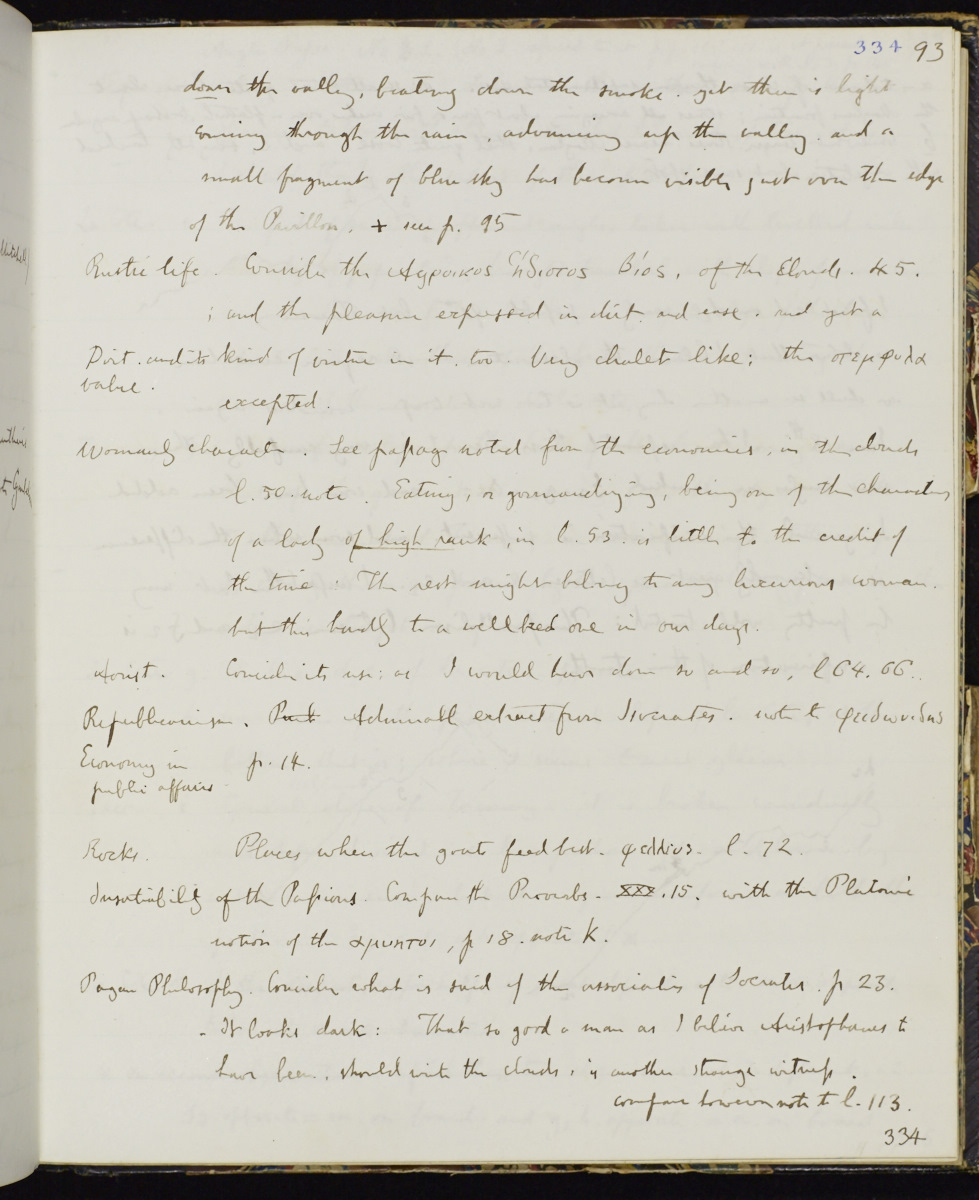 334 93
down the valley, beating down the smoke. yet there is light
coming through the rain, advancing up the valley. and a
small fragment of blue sky has become visible just over the edge
of the Pavillon. + see p. 95
Rustic life. Consider the Αγροικος ἥδιστος βίος, of the Clouds. 45.
; and the pleasure expressed in dirt and ease. and yet a
Dirt. and its kind of virtue in it. too. Very chalet like; the στεμφυλα
value.
excepted.
Womanly character. See passage noted from the economics, in the clouds
l. 50. note. Eating, or gormandizing, being one of the characters
of a lady of high rank, in l. 53. is little to the credit of
the time: The rest might belong to any luxurious woman.
but this hardly to a wellbred one in our days.
Aorist. Consider its use; as I would have done so and so, l 64. 66..
Republicanism. Adminall extract from Isocrates. note to φειδωνιδης
Economy in p. 14.
public affairs
Rocks. Places where the goats feed best. φελλευς. l. 72.
Insatiability of the Passions. Compare the Proverbs. XXX.15. with the Platonic
notion of the αμυητοι, p 18. note k.
Pagan Philosophy. Consider what is said of the associates of Socrates. p 23.
. It looks dark: That so good a man as I believe Aristophanes to
have been, should write the clouds, is another strange witness.
compare however note to l. 113.
334